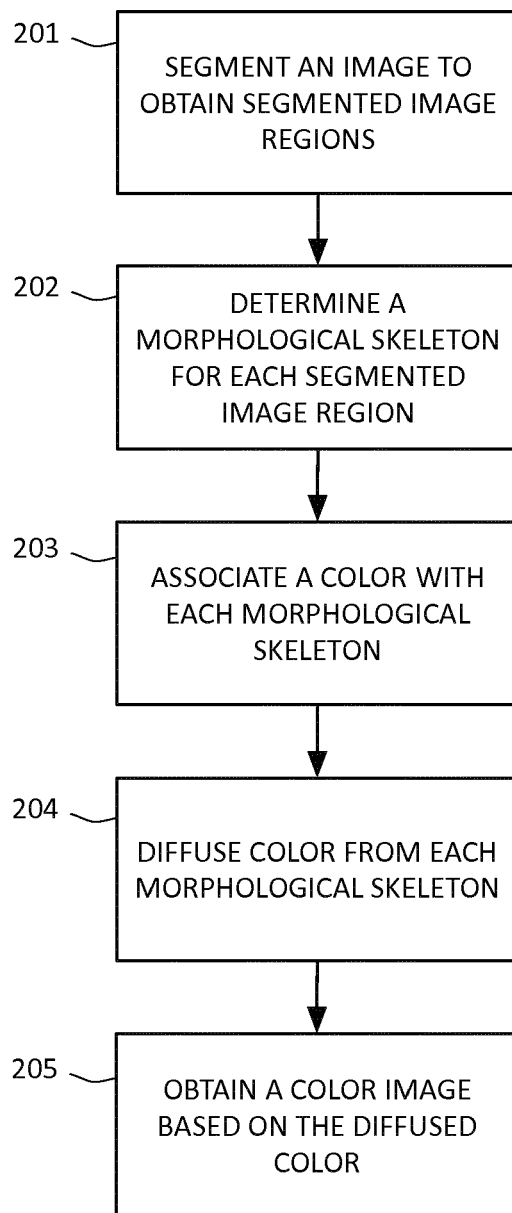 201
SEGMENT AN IMAGE TO
OBTAIN SEGMENTED IMAGE
REGIONS
202
DETERMINE A
MORPHOLOGICAL SKELETON
FOR EACH SEGMENTED
IMAGE REGION
203
ASSOCIATE A COLOR WITH
EACH MORPHOLOGICAL
SKELETON
204
DIFFUSE COLOR FROM EACH
MORPHOLOGICAL SKELETON
205
OBTAIN A COLOR IMAGE
BASED ON THE DIFFUSED
COLOR